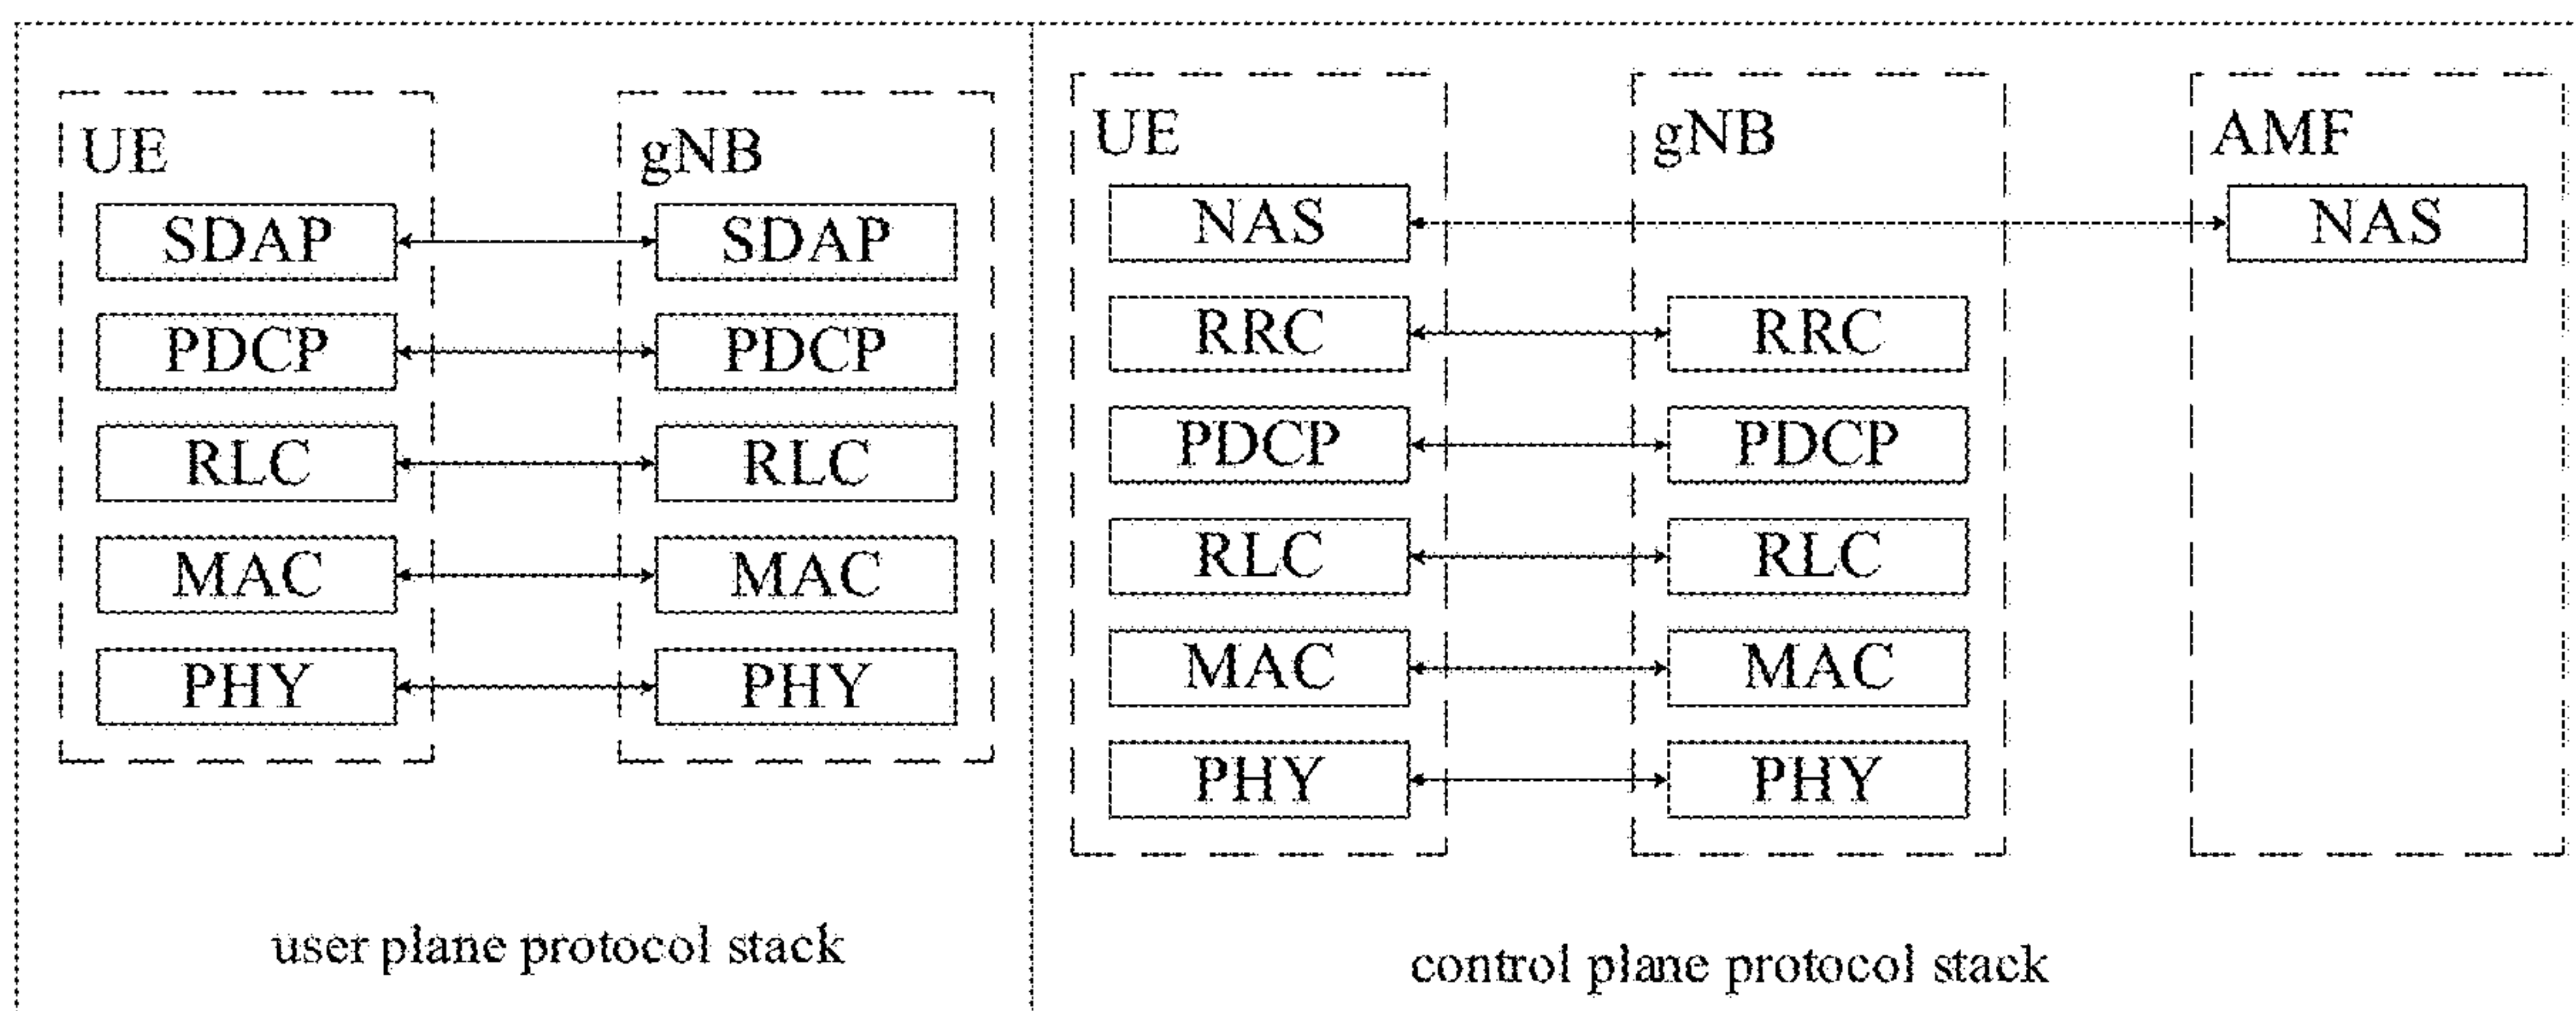 UE
SDAP
PDCP
RLC
MAC
PHY
gNB
SDAP
PDCP
RLC
MAC
PHY
user plane protocol stack
UE
NAS
RRC
PDCP
RLC
MAC
PHY
gNB
RRC
PDCP
RLC
MAC
PHY
AMF
NAS
control plane protocol stack